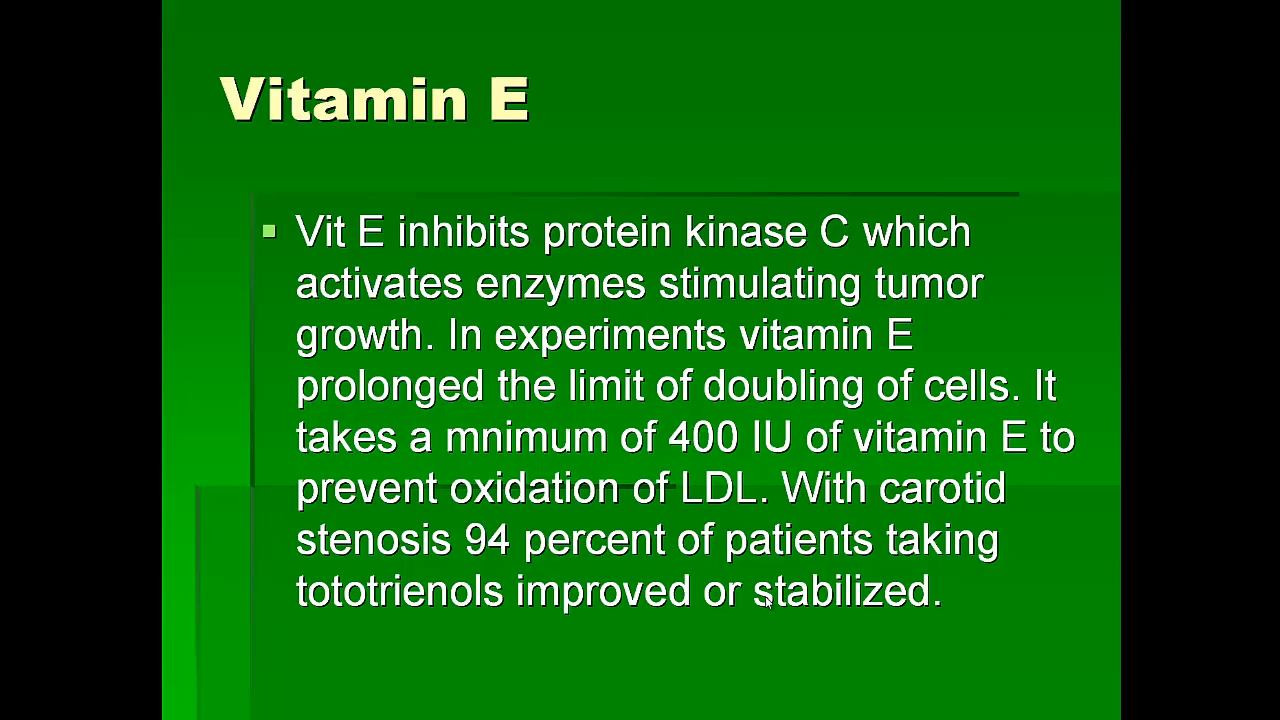 Vitamin E
Vit E inhibits protein kinase C which
activates enzymes stimulating tumor
growth. In experiments vitamin E
prolonged the limit of doubling of cells. It
takes a mnimum of 400 IU of vitamin E to
prevent oxidation of LDL. With carotid
stenosis 94 percent of patients taking
tototrienols improved or stabilized.